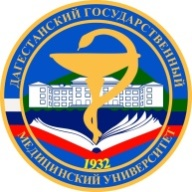 ДАГЕСТАНСКИЙ ГОСУДАРСТВЕННЫЙ
МЕДИЦИНСКИЙ УНИВЕРСИТЕТ
1932